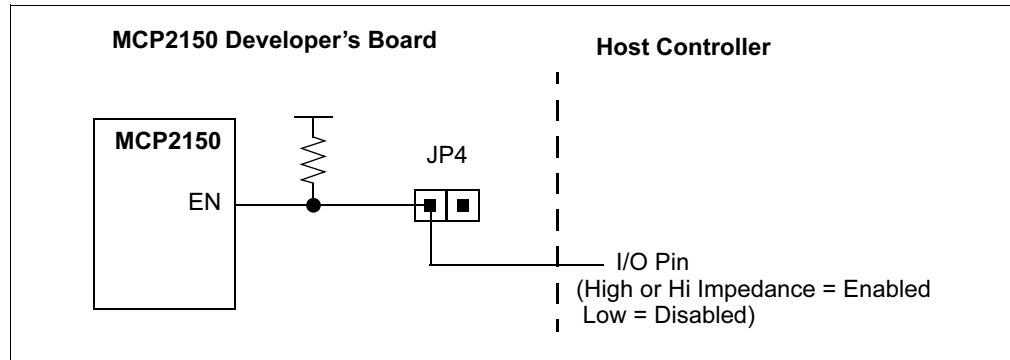 MCP2150 Developer's Board
Host Controller
MCP2150
JP4
EN
I/O Pin
(High or Hi Impedance = Enabled
Low = Disabled)